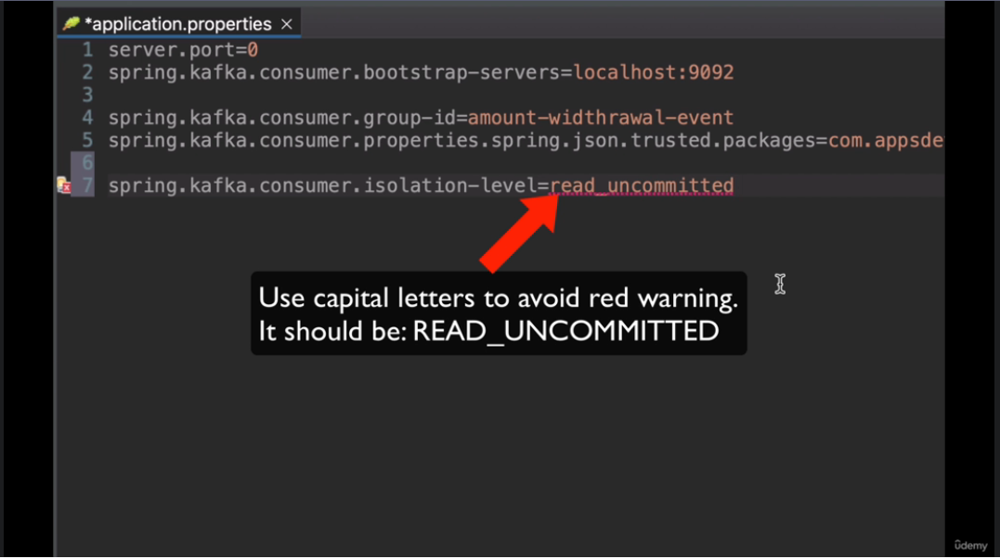 *application.properties ×
1 server.port=0
2 spring.kafka.consumer.bootstrap-servers=localhost:9092
3
4 spring.kafka.consumer.group-id=amount-widthrawal-event
5 spring.kafka.consumer.properties.spring.json.trusted.packages=com.appsde
6
7 spring.kafka.consumer.isolation-level=read_uncommitted
Use capital letters to avoid red warning.
It should be: READ_UNCOMMITTED
ûdemy